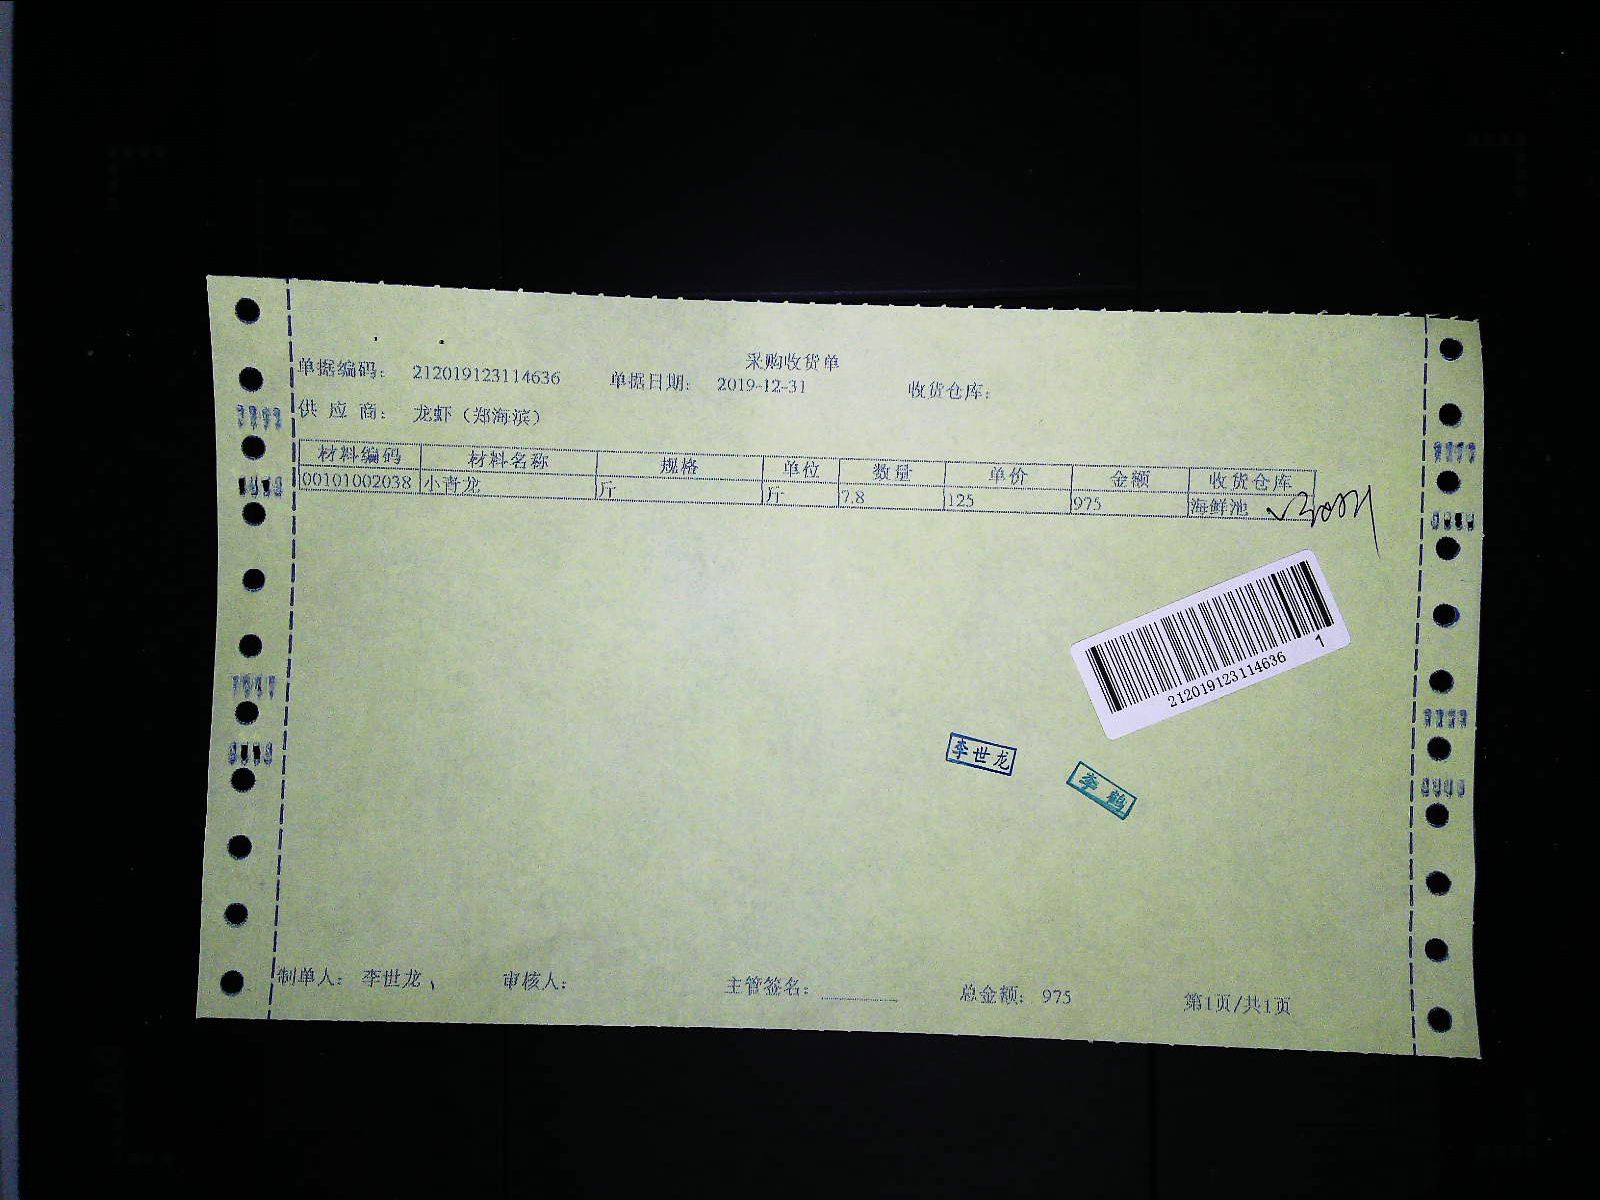 采购收货单
单据编码： 212019123114636 单据日期： 2019-12-31 收货仓库：
供 应 商： 龙虾（郑海滨）
材料编码 材料名称 规格 单位 数量 单价 金额 收货仓库
00101002038 小青龙 斤 斤 7.8 125 975 海鲜池
212019123114636 1
李世龙
李鹤
制单人： 李世龙、 审核人： 主管签名： 总金额： 975 第1页/共1页